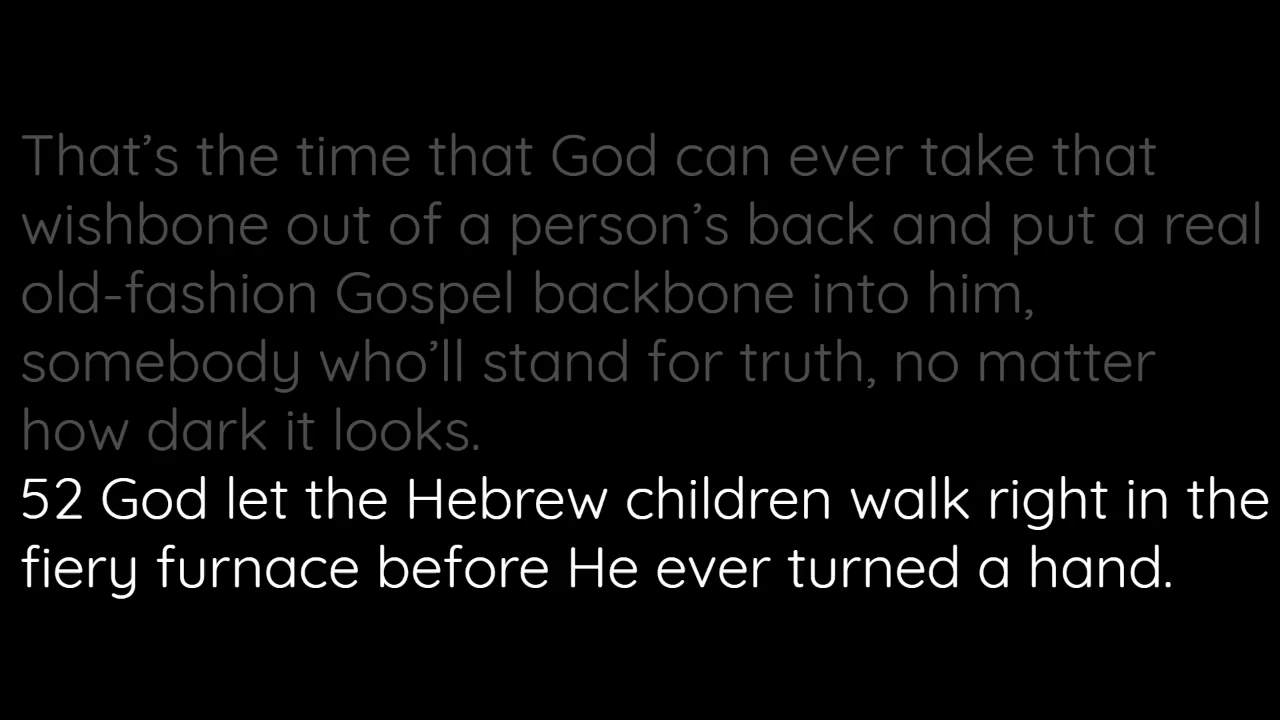 That’s the time that God can ever take that
wishbone out of a person’s back and put a real
old-fashion Gospel backbone into him,
somebody who’ll stand for truth, no matter
how dark it looks.
52 God let the Hebrew children walk right in the
fiery furnace before He ever turned a hand.